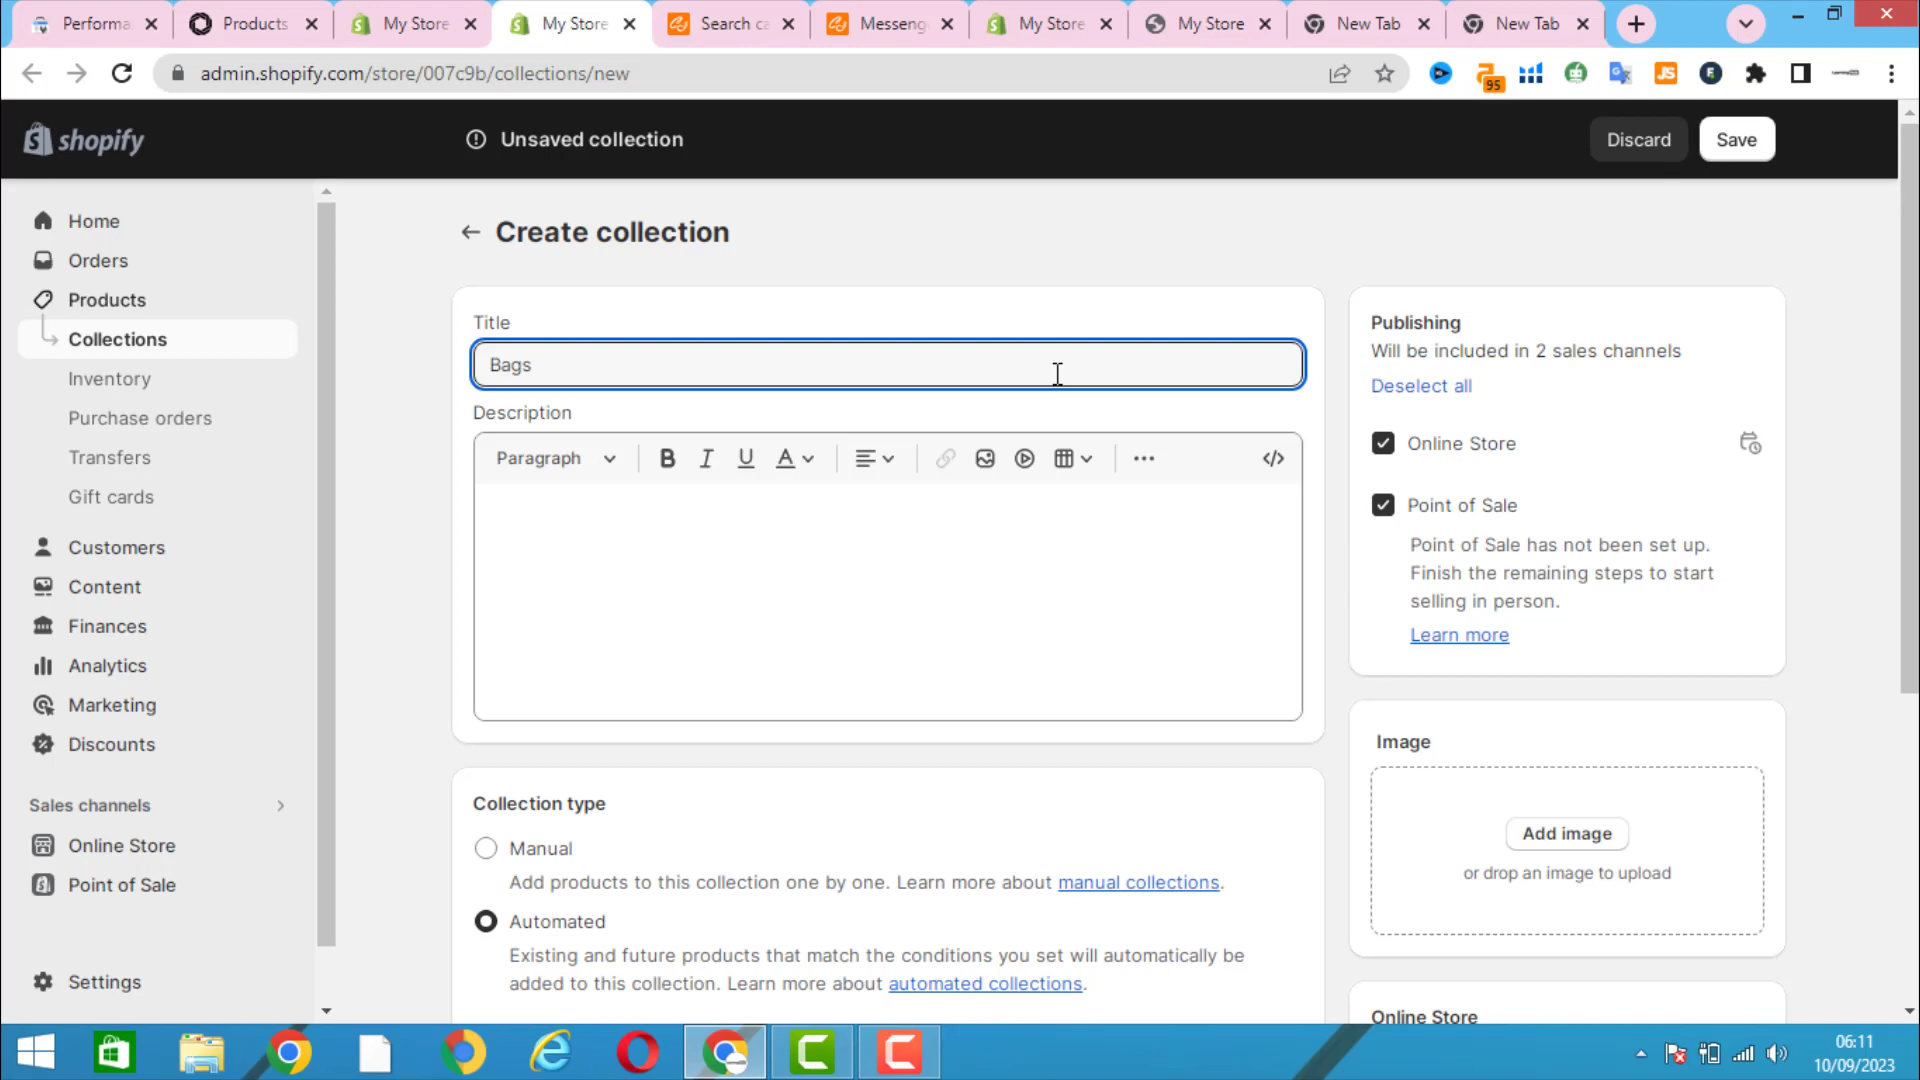 Performa
Products
My Store
My Store
Search ca
Messeng
My Store
My Store
New Tab
New Tab
admin.shopify.com/store/007c9b/collections/new
95
JS
shopify
Unsaved collection
Discard
Save
Home
Orders
Products
Collections
Inventory
Purchase orders
Transfers
Gift cards
Customers
Content
Finances
Analytics
Marketing
Discounts
Sales channels
Online Store
Point of Sale
Settings
Create collection
Title
Bags
Description
Paragraph
B I U A
Collection type
Manual
Add products to this collection one by one. Learn more about manual collections.
Automated
Existing and future products that match the conditions you set will automatically be
added to this collection. Learn more about automated collections.
Publishing
Will be included in 2 sales channels
Deselect all
Online Store
Point of Sale
Point of Sale has not been set up.
Finish the remaining steps to start
selling in person.
Learn more
Image
Add image
or drop an image to upload
Online Store
06:11
10/09/2023